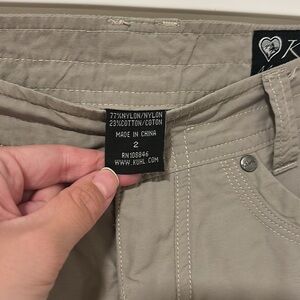 77%NYLON/NYLON
23%COTTON/COTON
MADE IN CHINA
2
RN108846
WWW.KUHL.COM
K